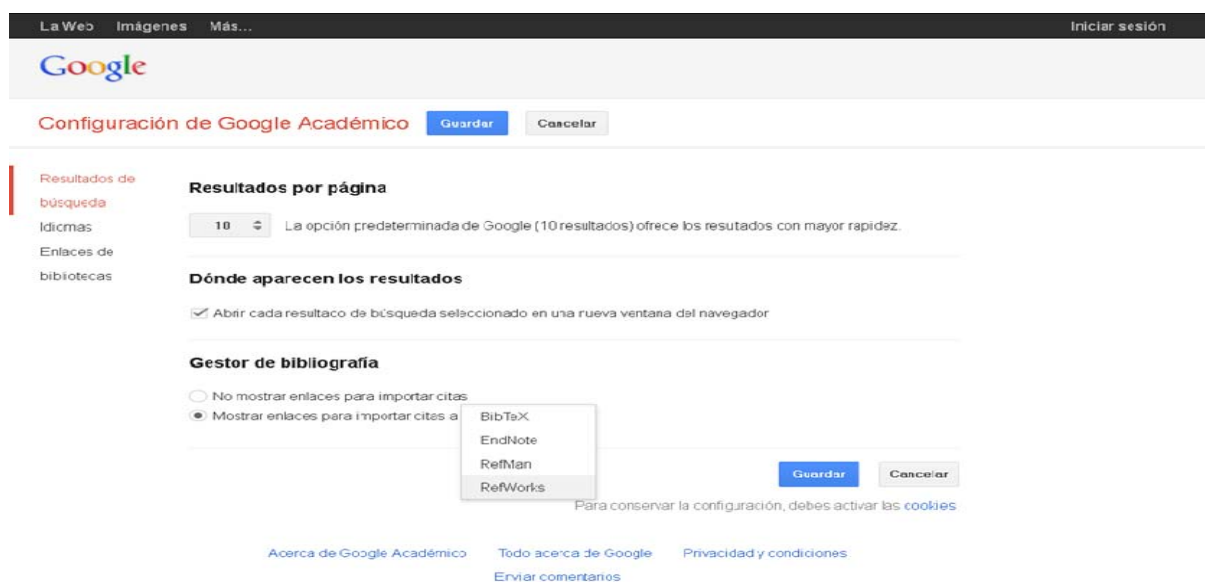 La Web Imágenes Más... Iniciar sesión
Google
Configuración de Google Académico Guardar Cancelar
Resultados de
búsqueda
Idiomas
Enlaces de
bibliotecas
Resultados por página
10 La opción predeterminada de Google (10 resultados) ofrece los resutados con mayor rapidez.
Dónde aparecen los resultados
Abrir cada resultado de búsqueda seleccionado en una nueva ventana del navegador
Gestor de bibliografía
No mostrar enlaces para importar citas
Mostrar enlaces para importar citas a
BibTeX
EndNote
RefMan
RefWorks
Guardar Cancelar
Para conservar la configuración, debes activar las cookies
Acerca de Google Académico Todo acerca de Google Privacidad y condiciones
Enviar comentarios